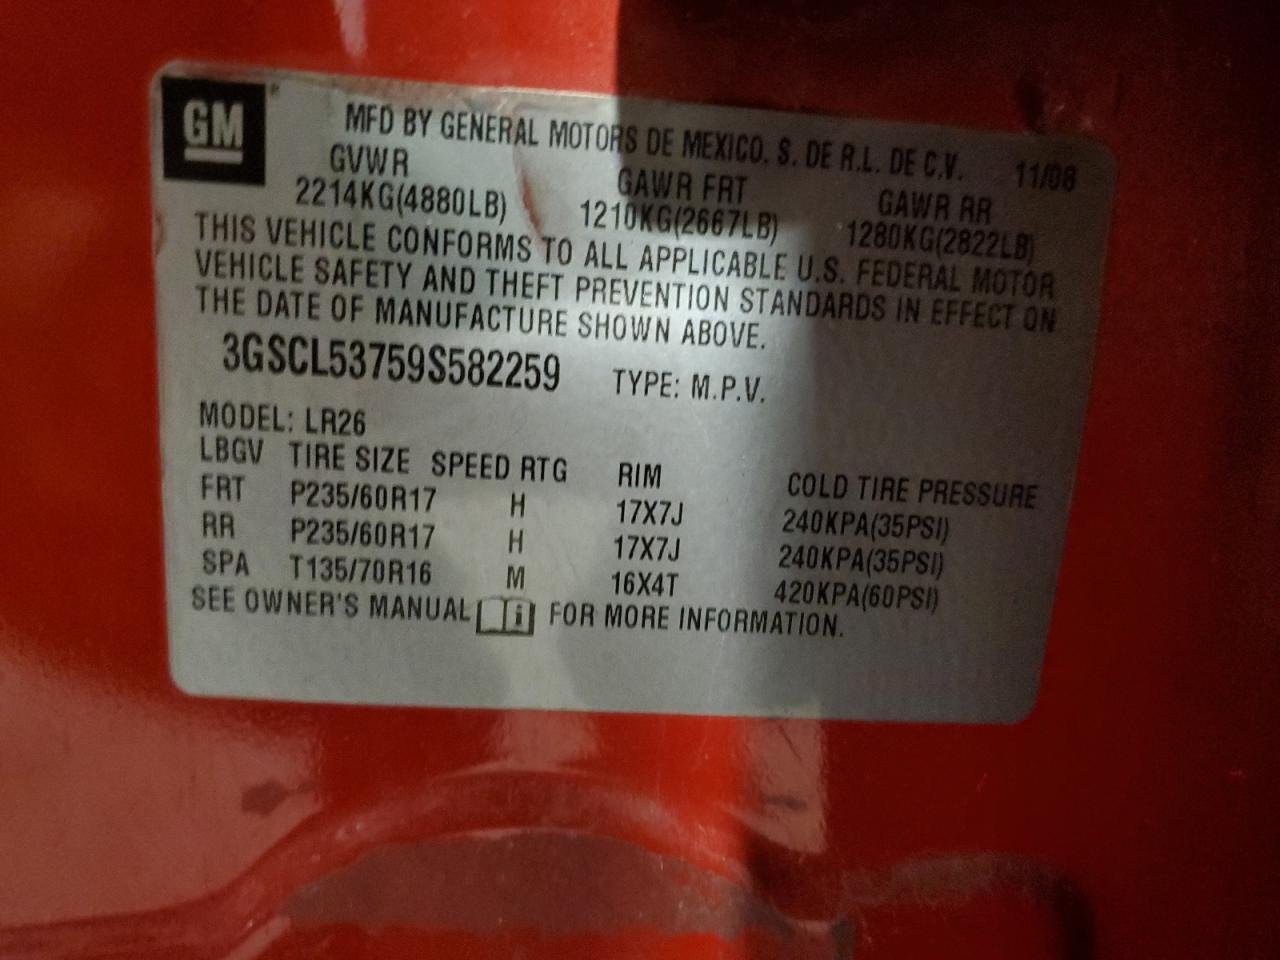 GM
MFD BY GENERAL MOTORS DE MEXICO, S. DE R.L. DE C.V. 11/08
GVWR GAWR FRT GAWR RR
2214KG(4880LB) 1210KG(2667LB) 1280KG(2822LB)
THIS VEHICLE CONFORMS TO ALL APPLICABLE U.S. FEDERAL MOTOR
VEHICLE SAFETY AND THEFT PREVENTION STANDARDS IN EFFECT ON
THE DATE OF MANUFACTURE SHOWN ABOVE.
3GSCL53759S582259 TYPE: M.P.V.
MODEL: LR26
LBGV TIRE SIZE SPEED RTG RIM COLD TIRE PRESSURE
FRT P235/60R17 H 17X7J 240KPA(35PSI)
RR P235/60R17 H 17X7J 240KPA(35PSI)
SPA T135/70R16 M 16X4T 420KPA(60PSI)
SEE OWNER'S MANUAL i FOR MORE INFORMATION.